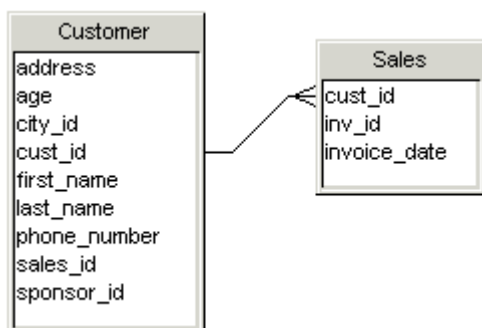 Customer
address
age
city_id
cust_id
first_name
last_name
phone_number
sales_id
sponsor_id
Sales
cust_id
inv_id
invoice_date